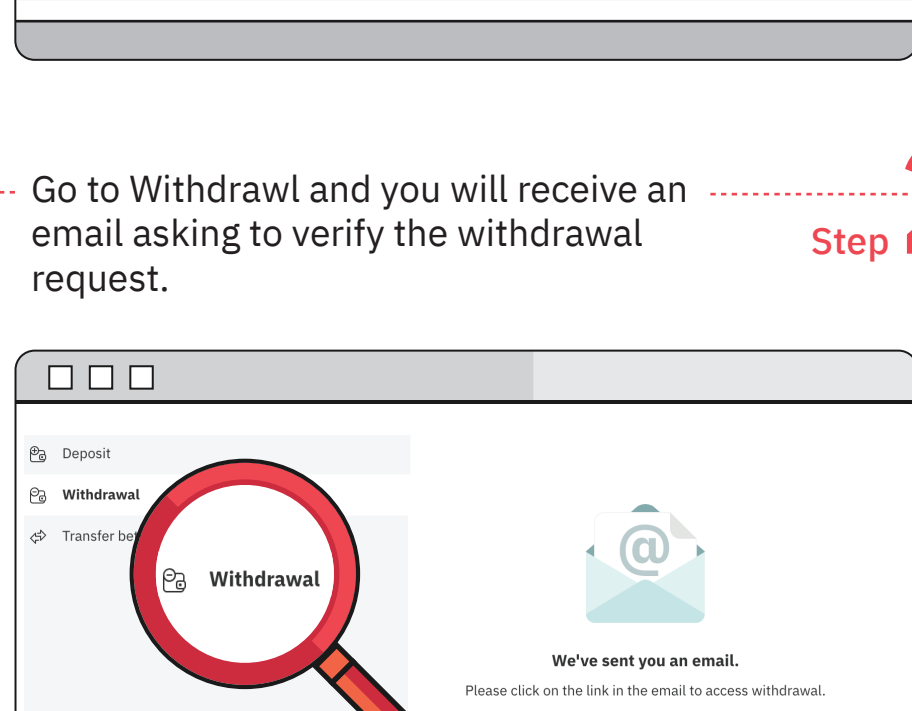 Go to Withdrawl and you will receive an
email asking to verify the withdrawal
request.
Step
Deposit
Withdrawal
Transfer
Withdrawal
@
We've sent you an email.
Please click on the link in the email to access withdrawal.